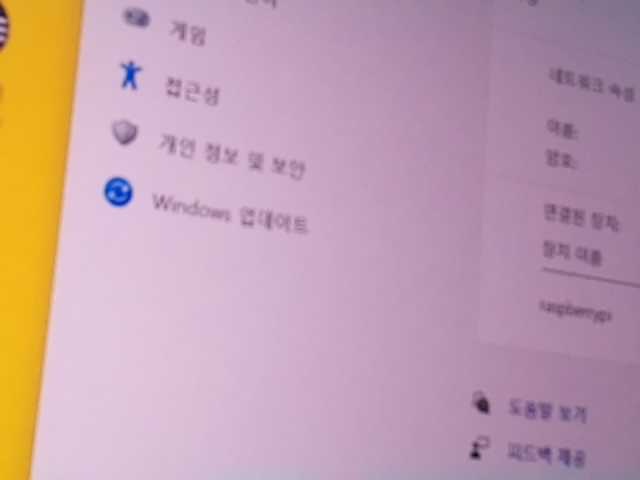 게임
접근성
개인 정보 및 보안
Windows 업데이트
네트워크 속성
이름:
암호:
연결된 장치:
장치 이름
raspberrypi
도움말 보기
피드백 제공